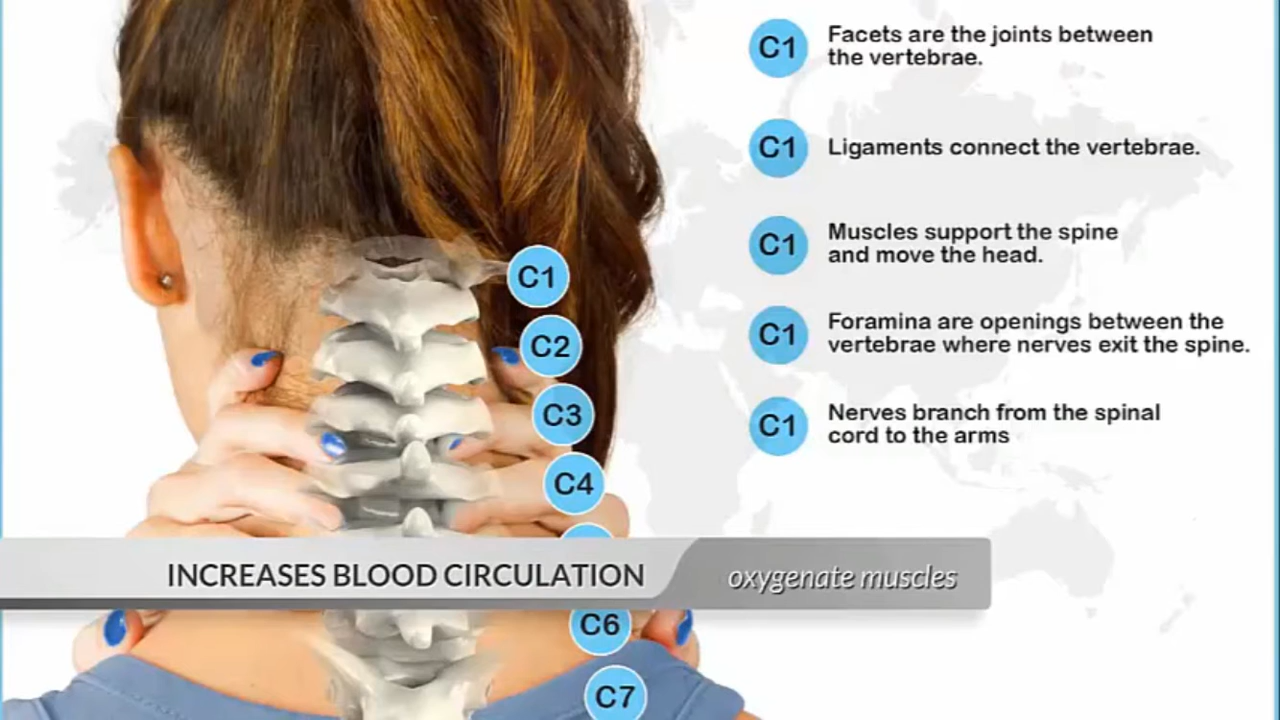 C1
Facets are the joints between
the vertebrae.
C1
Ligaments connect the vertebrae.
C1
Muscles support the spine
and move the head.
C1
Foramina are openings between the
vertebrae where nerves exit the spine.
C1
Nerves branch from the spinal
cord to the arms
C1
C2
C3
C4
INCREASES BLOOD CIRCULATION
oxygenate muscles
C6
C7